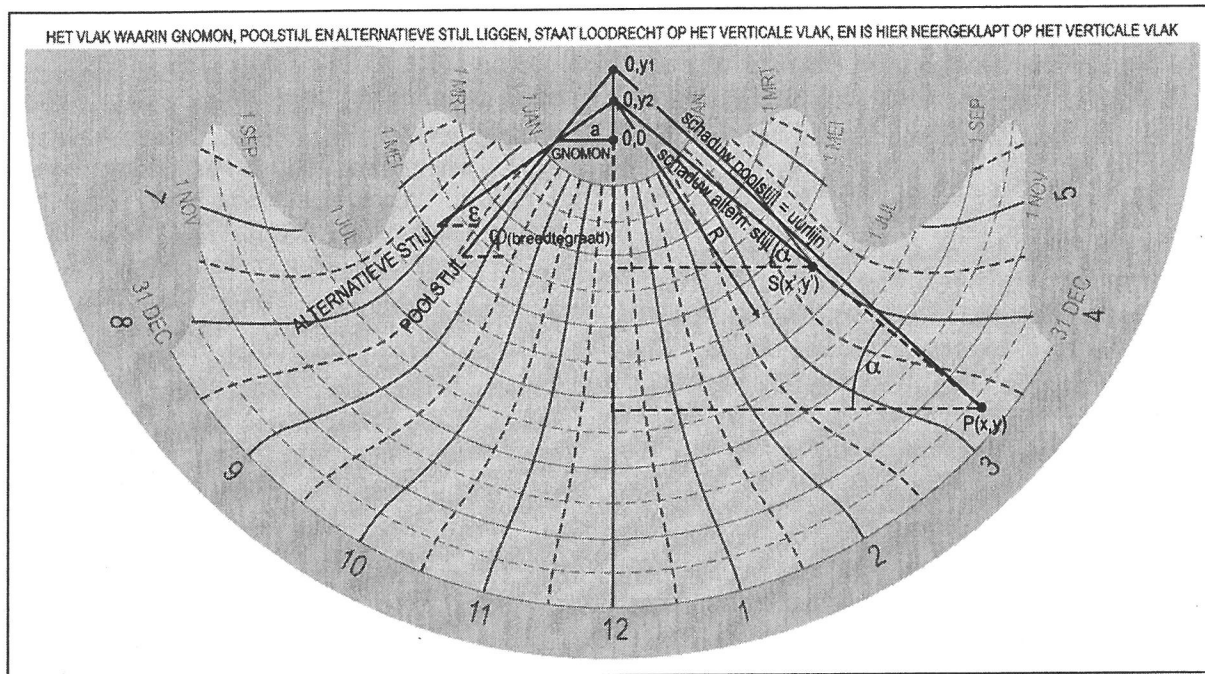 HET VLAK WAARIN GNOMON, POOLSTIJL EN ALTERNATIEVE STIJL LIGGEN, STAAT LOODRECHT OP HET VERTICALE VLAK, EN IS HIER NEERGEKLAPT OP HET VERTICALE VLAK
0,y1
0,y2
0,0
a
GNOMON
1 JAN
1 MRT
1 MEI
1 SEP
1 JUL
1 NOV
31 DEC
JAN
1 MRT
1 MEI
1 SEP
1 JUL
1 NOV
31 DEC
schaduw poolstijl = uurlijn
schaduw altern. stijl
R
α
S(x',y')
α
P(x,y)
ε
φ(breedtegraad)
ALTERNATIEVE STIJL
POOLSTIJL
7
8
9
10
11
12
1
2
3
4
5